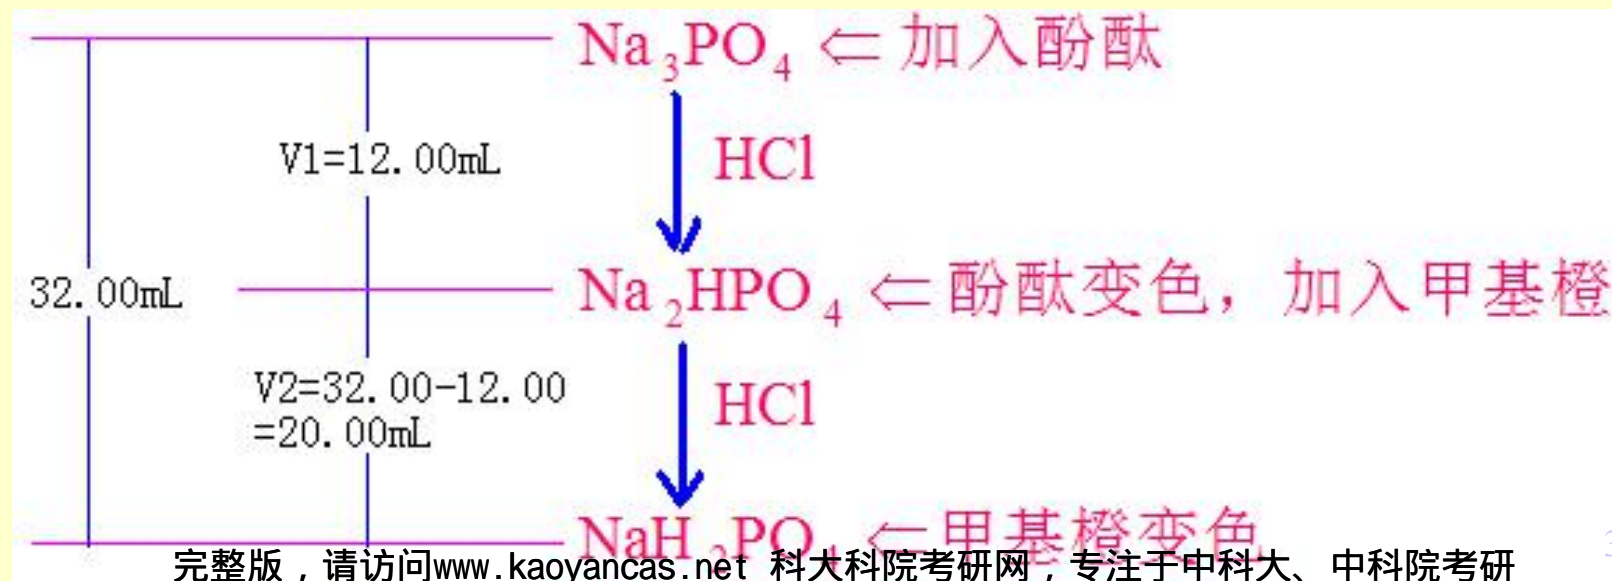 Na₃PO₄ ⇐ 加入酚酞
V1=12.00mL
HCl
32.00mL
Na₂HPO₄ ⇐ 酚酞变色，加入甲基橙
V2=32.00-12.00
=20.00mL
HCl
NaH₂PO₄ ⇐ 甲基橙变色
完整版，请访问www.kaoyancas.net 科大科院考研网，专注于中科大、中科院考研